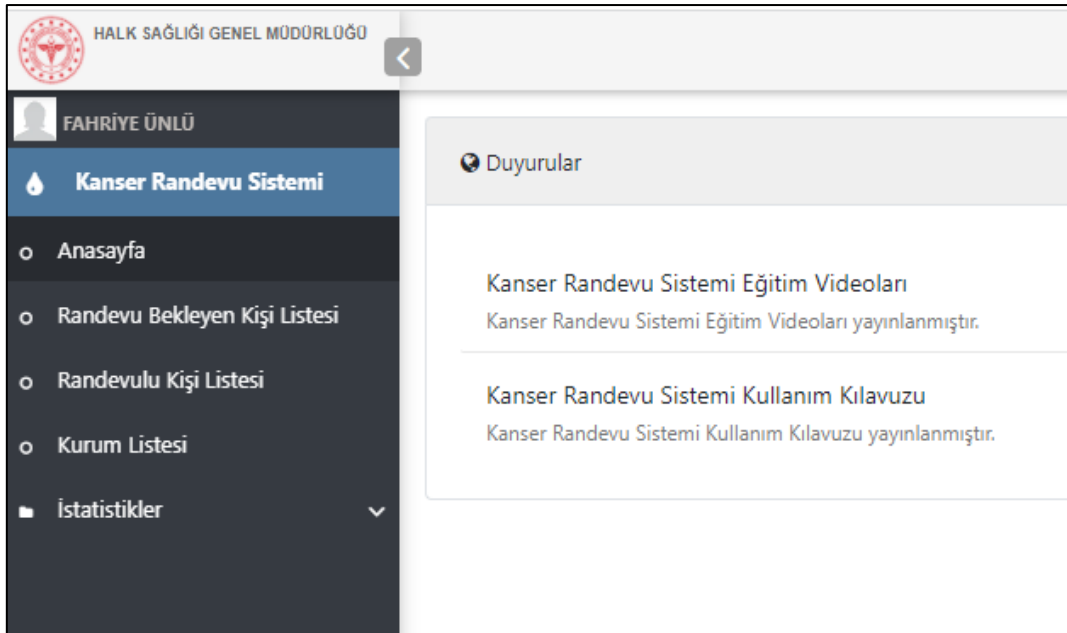 HALK SAĞLIĞI GENEL MÜDÜRLÜĞÜ
FAHRİYE ÜNLÜ
Kanser Randevu Sistemi
Anasayfa
Randevu Bekleyen Kişi Listesi
Randevulu Kişi Listesi
Kurum Listesi
İstatistikler
Duyurular
Kanser Randevu Sistemi Eğitim Videoları
Kanser Randevu Sistemi Eğitim Videoları yayınlanmıştır.
Kanser Randevu Sistemi Kullanım Kılavuzu
Kanser Randevu Sistemi Kullanım Kılavuzu yayınlanmıştır.